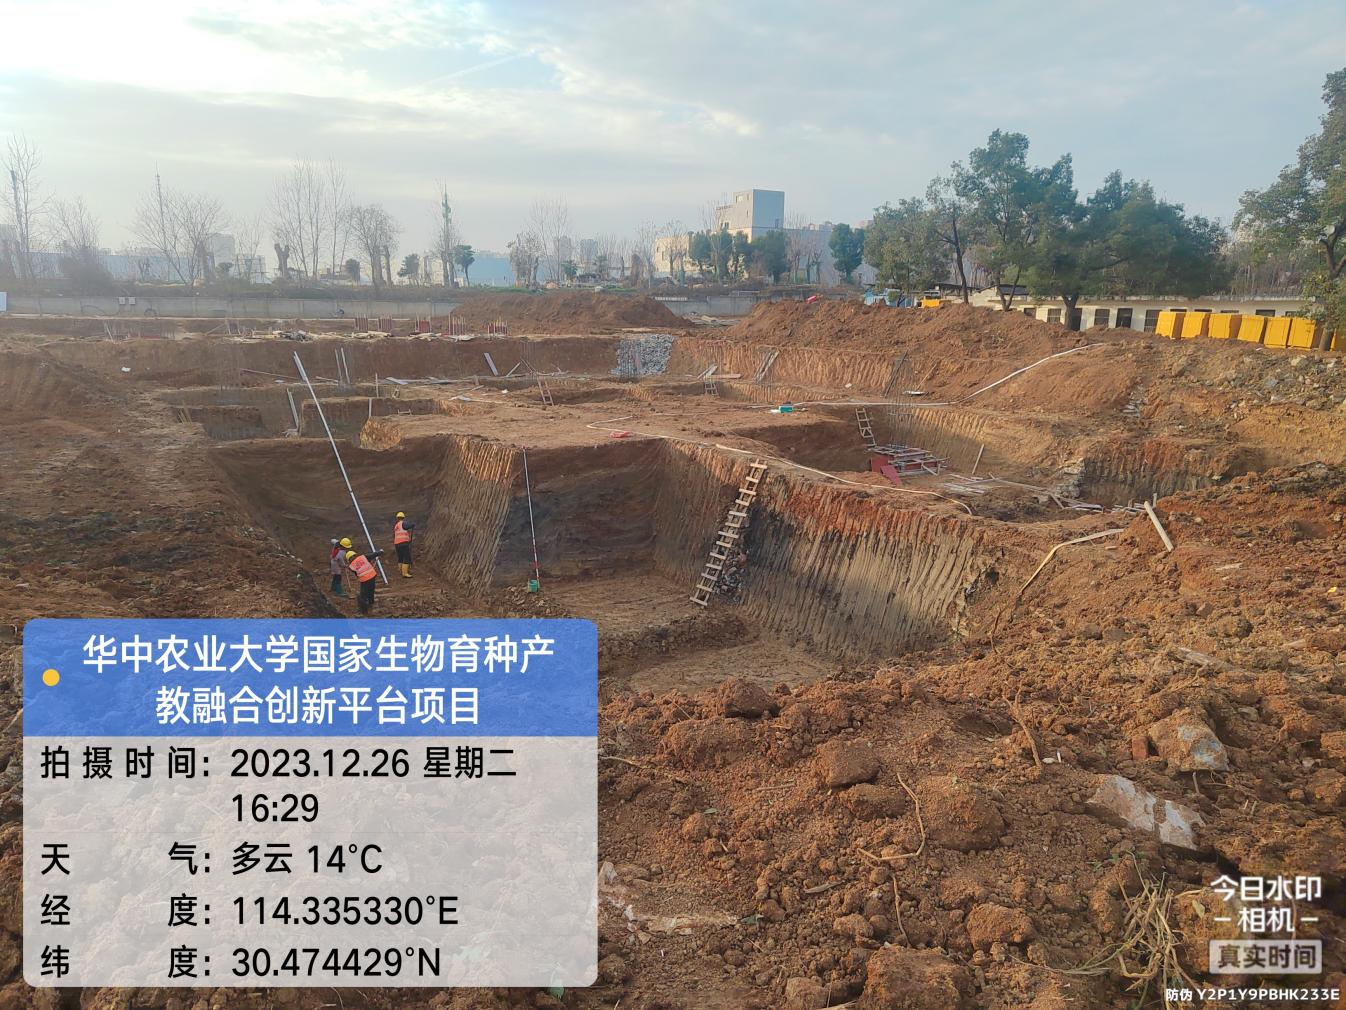 华中农业大学国家生物育种产
教融合创新平台项目
拍摄时间：2023.12.26 星期二
16:29
天气：多云 14℃
经度：114.335330°E
纬度：30.474429°N
今日水印
相机
真实时间
防伪 Y2P1Y9PBHK233E